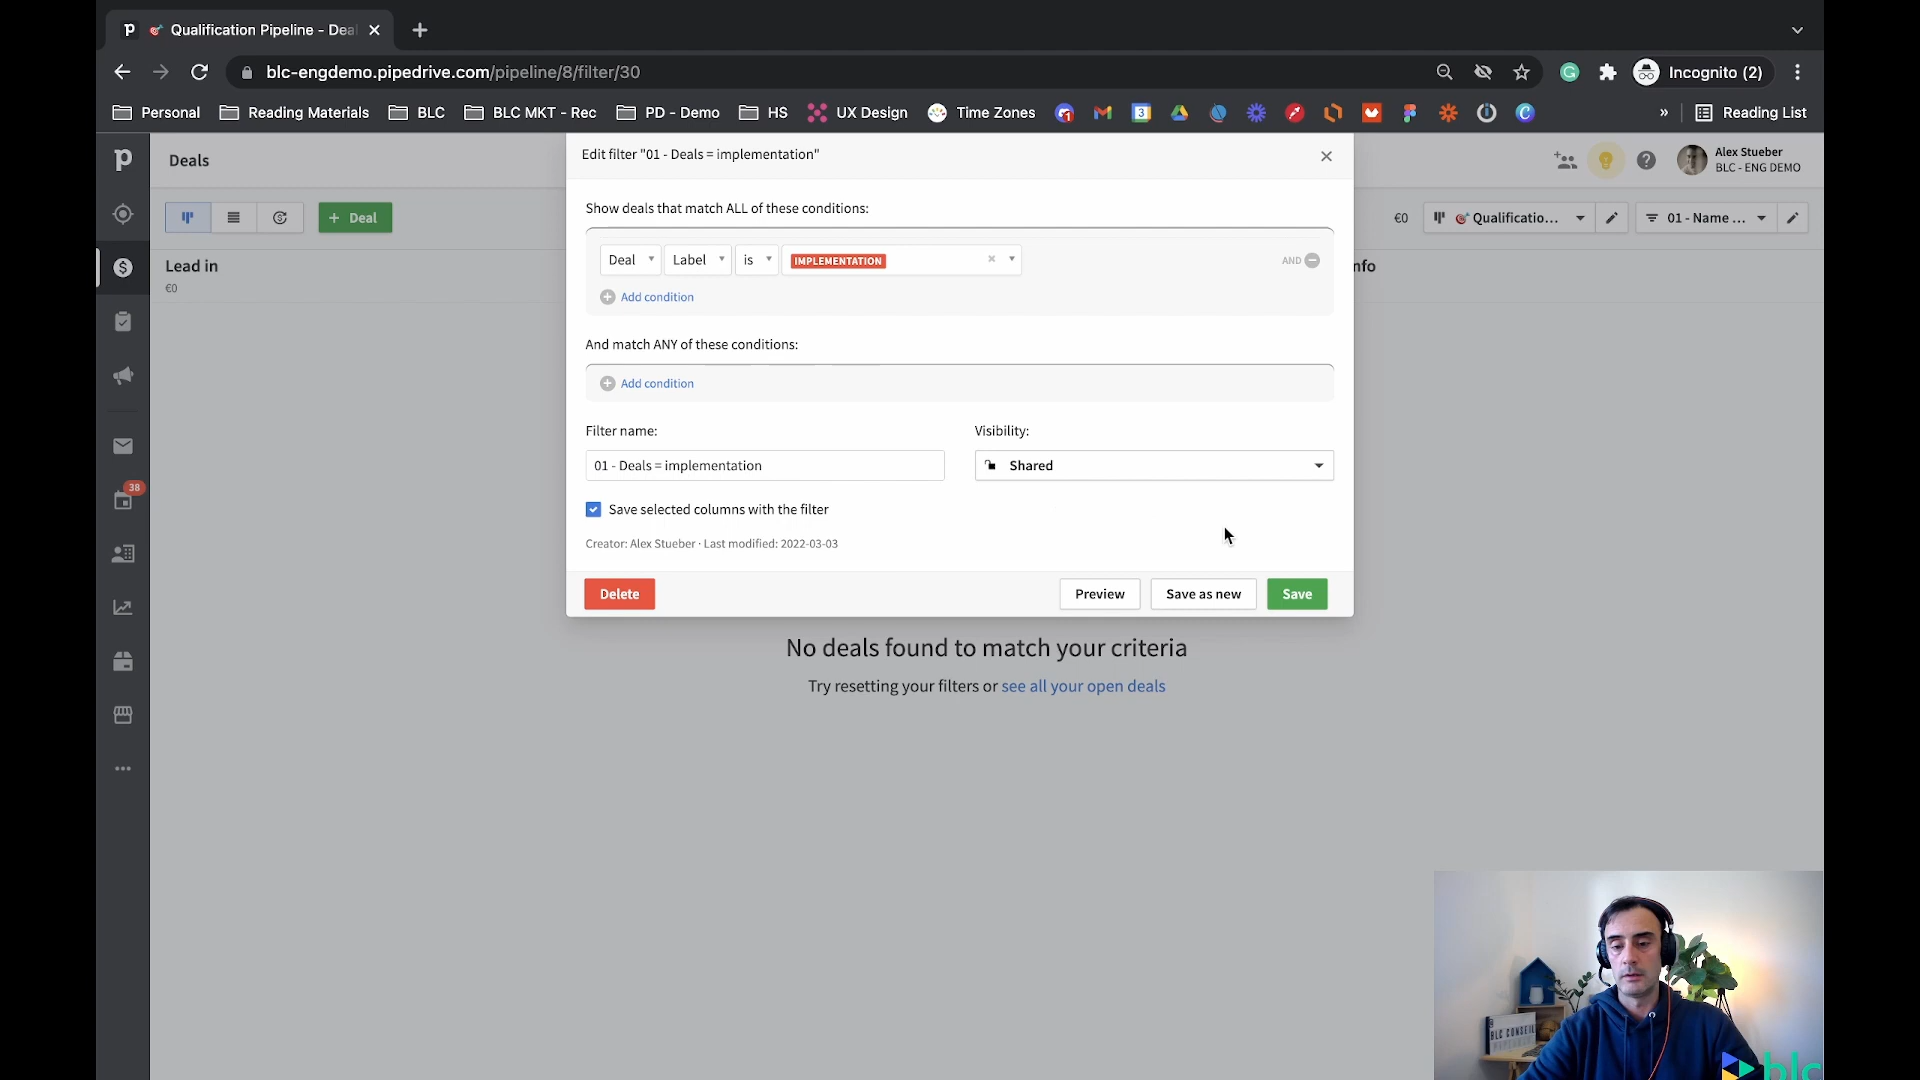 Qualification Pipeline - Deal
blc-engdemo.pipedrive.com/pipeline/8/filter/30
Incognito (2)
Personal
Reading Materials
BLC
BLC MKT - Rec
PD - Demo
HS
UX Design
Time Zones
»
Reading List
Deals
Edit filter "01 - Deals = implementation"
Alex Stueber
BLC - ENG DEMO
+ Deal
€0
Qualificatio...
01 - Name ...
Lead in
€0
nfo
Show deals that match ALL of these conditions:
Deal
Label
is
IMPLEMENTATION
AND
Add condition
And match ANY of these conditions:
Add condition
Filter name:
Visibility:
01 - Deals = implementation
Shared
Save selected columns with the filter
Creator: Alex Stueber · Last modified: 2022-03-03
Delete
Preview
Save as new
Save
No deals found to match your criteria
Try resetting your filters or see all your open deals
38
BLC CONSEIL
blc